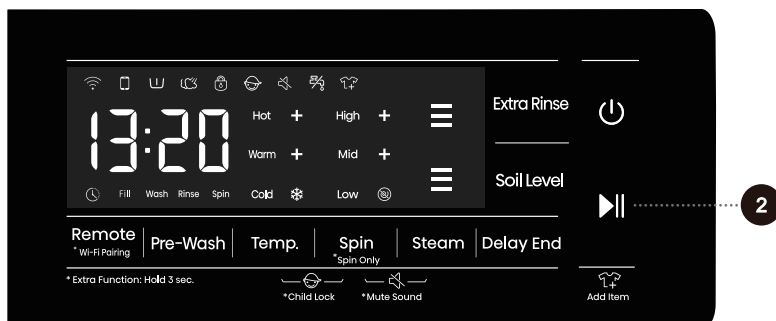 13:20
Hot + High +
Warm + Mid +
Cold Low
Fill Wash Rinse Spin
Extra Rinse
Soil Level
2
Remote
* Wi-Fi Pairing
Pre-Wash
Temp.
Spin
*Spin Only
Steam
Delay End
* Extra Function: Hold 3 sec.
*Child Lock
*Mute Sound
Add Item